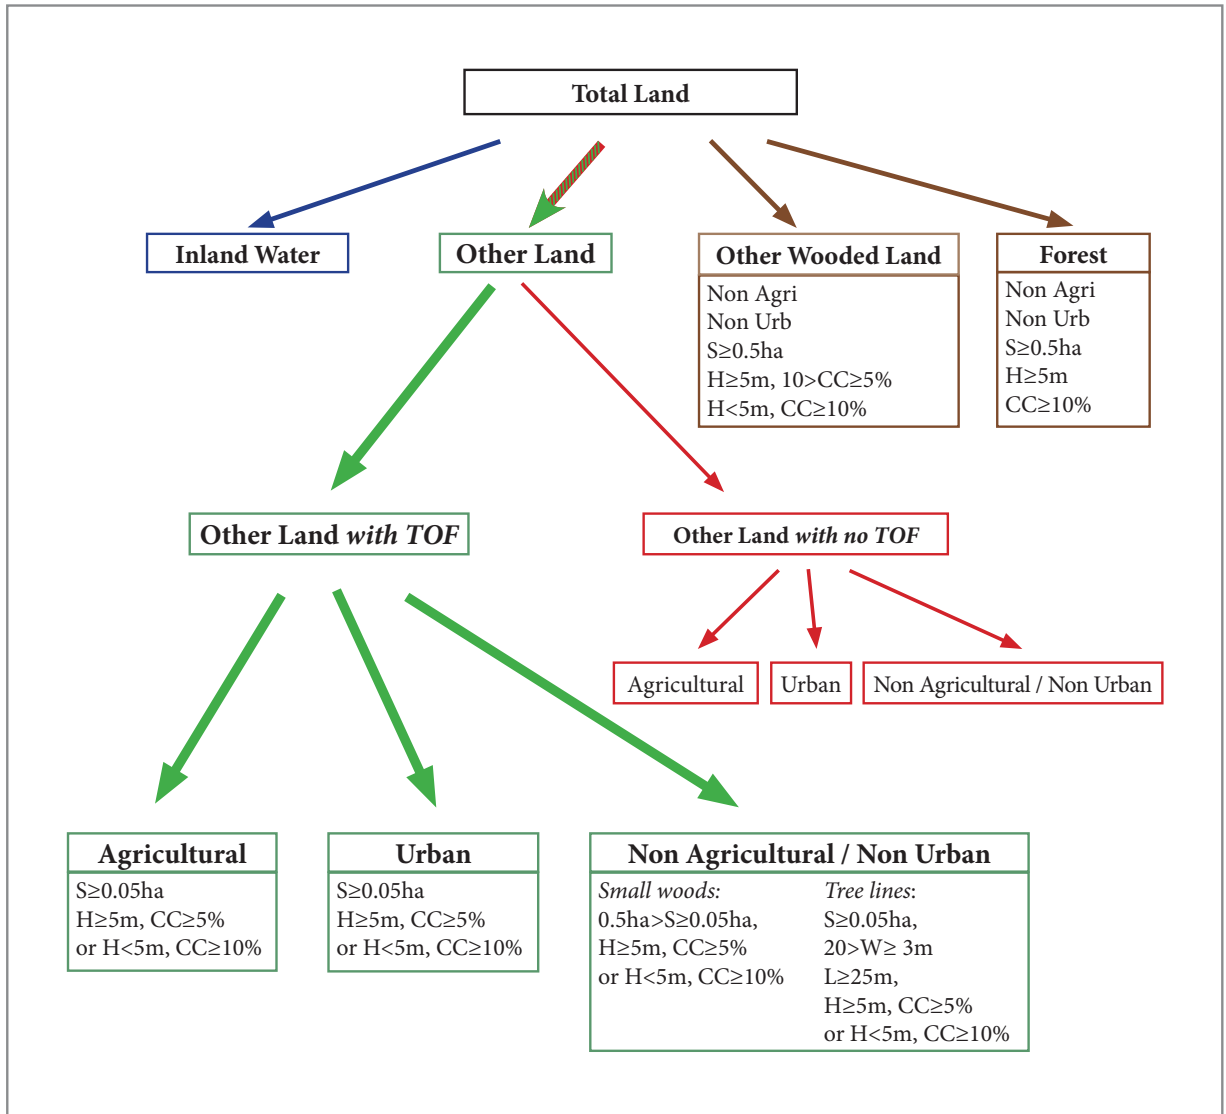 Total Land
Inland Water
Other Land
Other Wooded Land
Non Agri
Non Urb
S≥0.5ha
H≥5m, 10>CC≥5%
H<5m, CC≥10%
Forest
Non Agri
Non Urb
S≥0.5ha
H≥5m
CC≥10%
Other Land with TOF
Other Land with no TOF
Agricultural
Urban
Non Agricultural / Non Urban
Agricultural
S≥0.05ha
H≥5m, CC≥5%
or H<5m, CC≥10%
Urban
S≥0.05ha
H≥5m, CC≥5%
or H<5m, CC≥10%
Non Agricultural / Non Urban
Small woods:
0.5ha>S≥0.05ha,
H≥5m, CC≥5%
or H<5m, CC≥10%
Tree lines:
S≥0.05ha,
20>W≥ 3m
L≥25m,
H≥5m, CC≥5%
or H<5m, CC≥10%